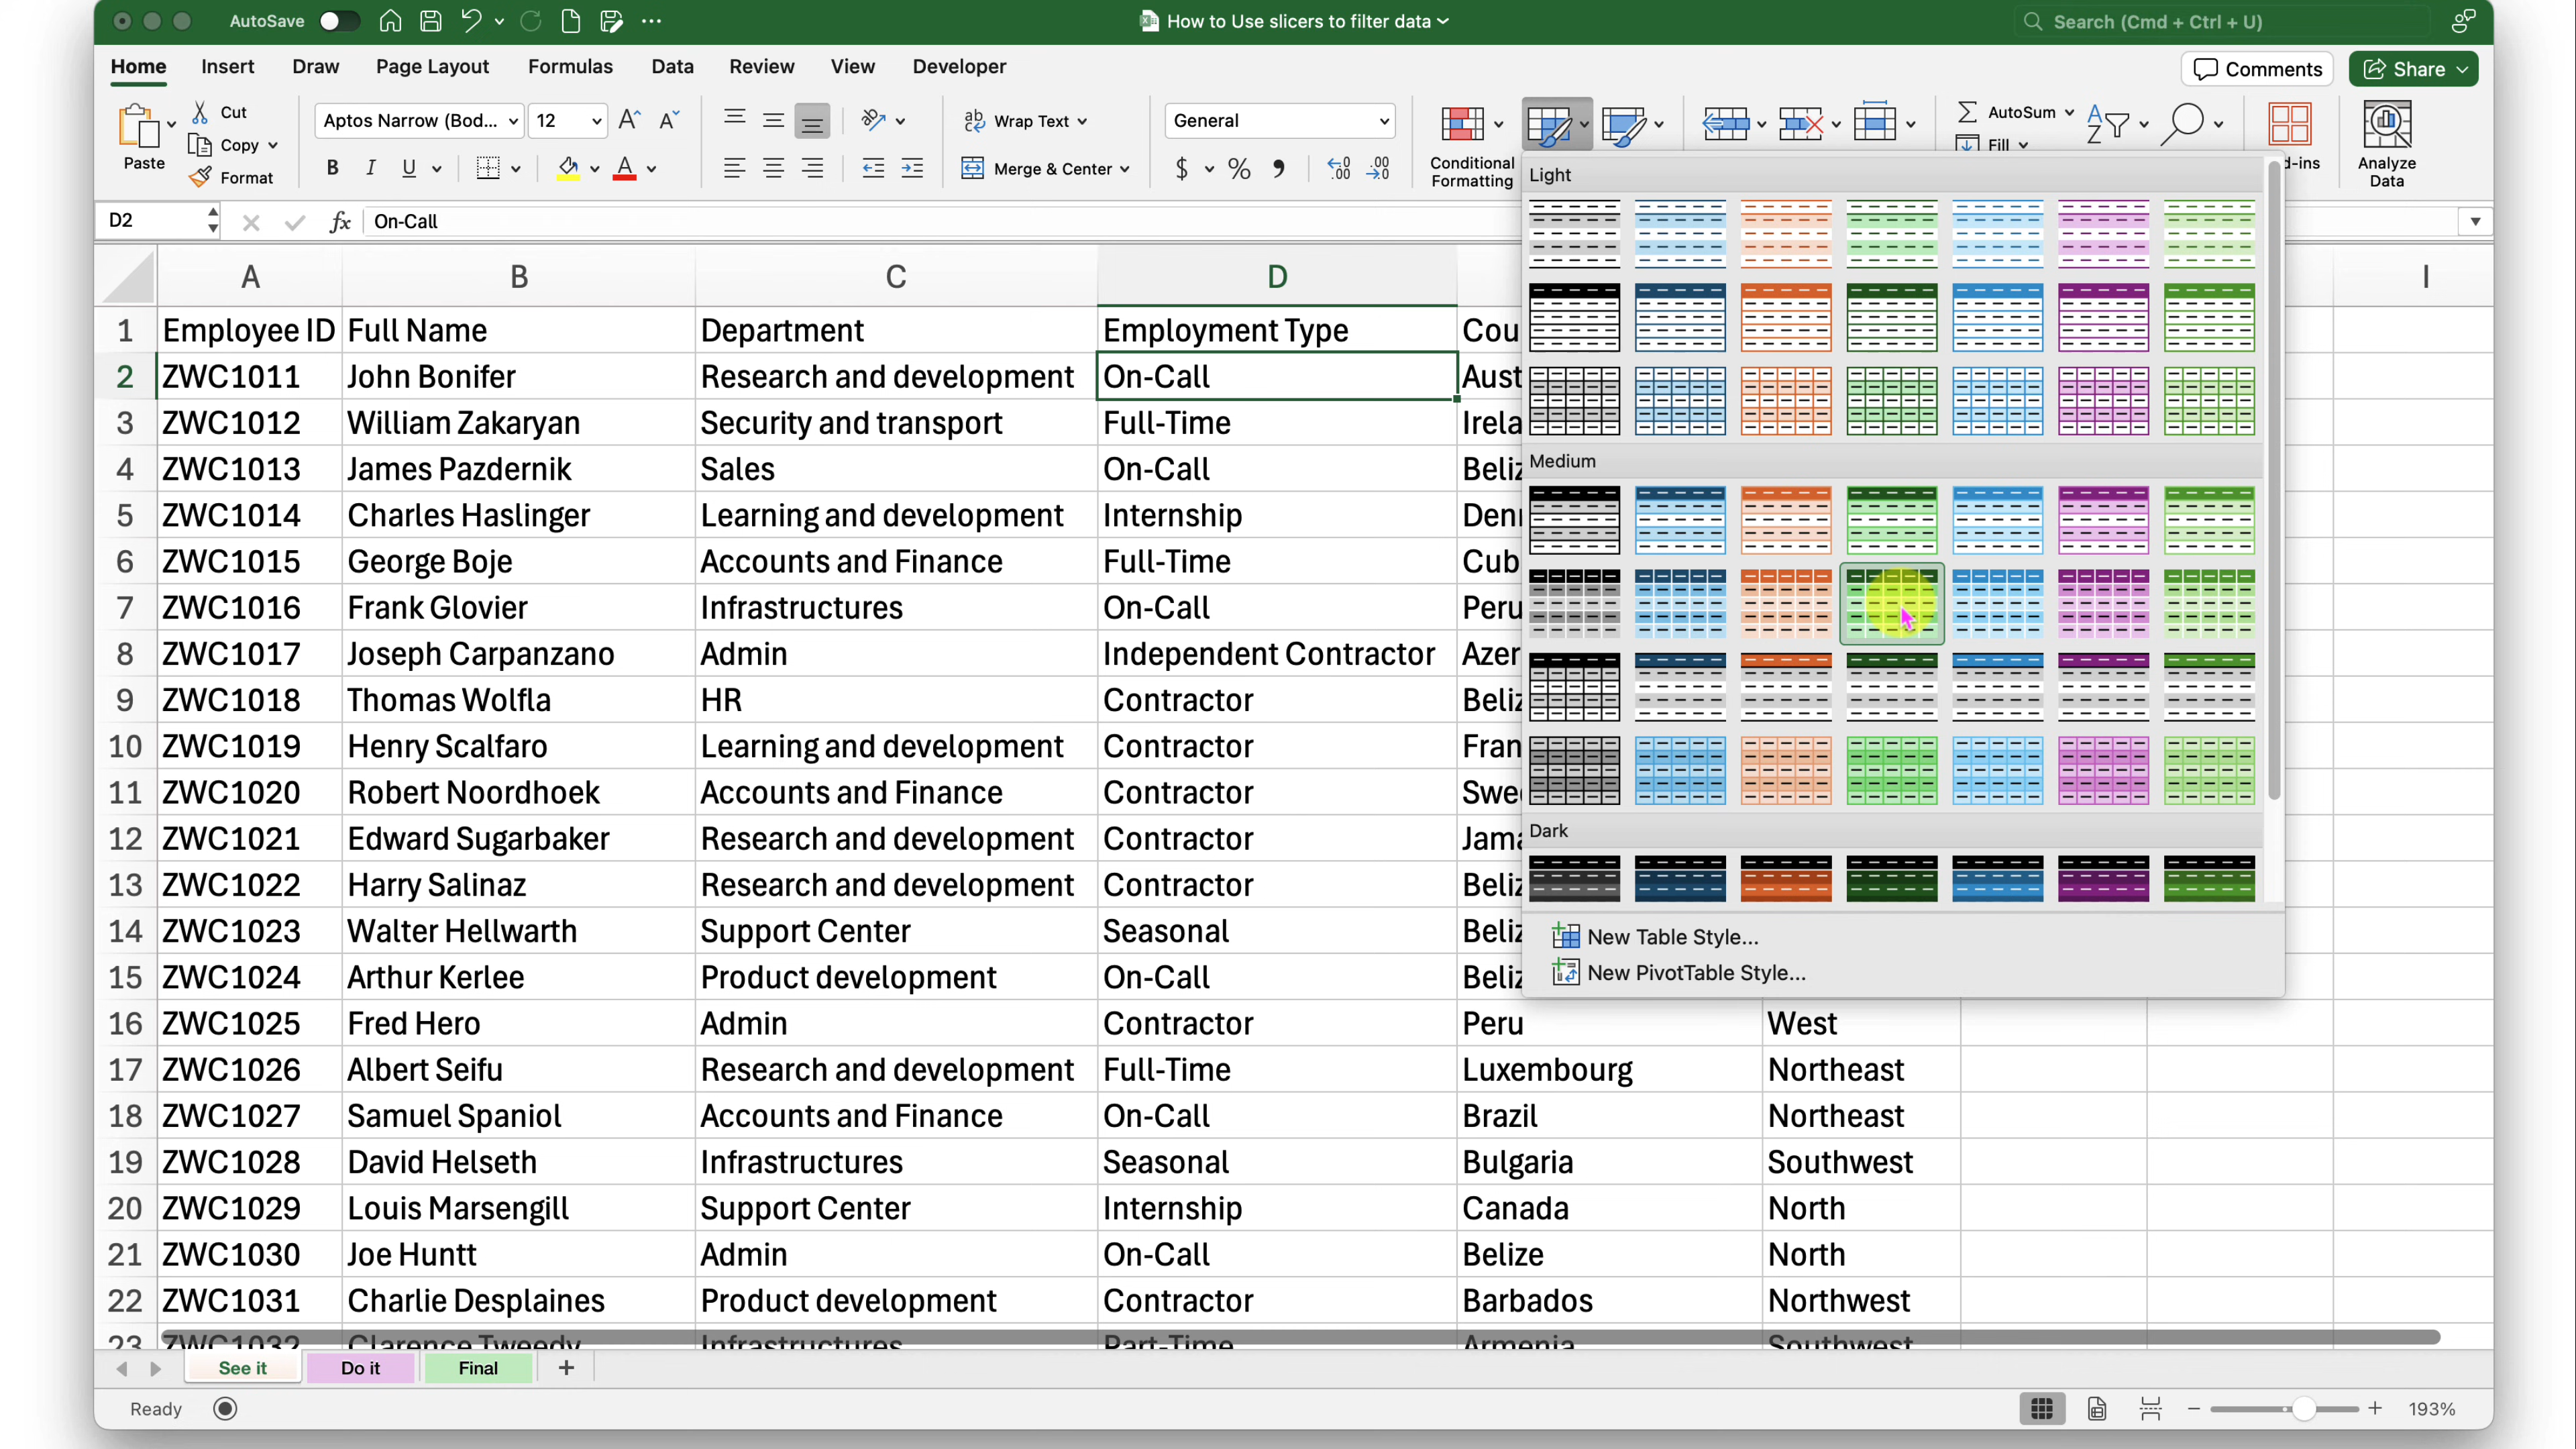 AutoSave
How to Use slicers to filter data
Search (Cmd + Ctrl + U)
Home Insert Draw Page Layout Formulas Data Review View Developer
Comments Share
Paste
Cut
Copy
Format
Aptos Narrow (Bod... 12
B I U
ab Wrap Text
Merge & Center
General
$ % 9
Conditional
Formatting
AutoSum
Fill
Analyze
Data
D2 fx On-Call
A B C D I
1 Employee ID Full Name Department Employment Type Cou
2 ZWC1011 John Bonifer Research and development On-Call Aust
3 ZWC1012 William Zakaryan Security and transport Full-Time Irela
4 ZWC1013 James Pazdernik Sales On-Call Beliz
5 ZWC1014 Charles Haslinger Learning and development Internship Den
6 ZWC1015 George Boje Accounts and Finance Full-Time Cub
7 ZWC1016 Frank Glovier Infrastructures On-Call Peru
8 ZWC1017 Joseph Carpanzano Admin Independent Contractor Azer
9 ZWC1018 Thomas Wolfla HR Contractor Beliz
10 ZWC1019 Henry Scalfaro Learning and development Contractor Fran
11 ZWC1020 Robert Noordhoek Accounts and Finance Contractor Swe
12 ZWC1021 Edward Sugarbaker Research and development Contractor Jama
13 ZWC1022 Harry Salinaz Research and development Contractor Beliz
14 ZWC1023 Walter Hellwarth Support Center Seasonal Beliz
15 ZWC1024 Arthur Kerlee Product development On-Call Beliz
16 ZWC1025 Fred Hero Admin Contractor Peru West
17 ZWC1026 Albert Seifu Research and development Full-Time Luxembourg Northeast
18 ZWC1027 Samuel Spaniol Accounts and Finance On-Call Brazil Northeast
19 ZWC1028 David Helseth Infrastructures Seasonal Bulgaria Southwest
20 ZWC1029 Louis Marsengill Support Center Internship Canada North
21 ZWC1030 Joe Huntt Admin On-Call Belize North
22 ZWC1031 Charlie Desplaines Product development Contractor Barbados Northwest
23 ZWC1032 Clarence Tweedy Infrastructures Part-Time Armenia Southwest
Light
Medium
Dark
New Table Style...
New PivotTable Style...
See it Do it Final +
Ready
193%